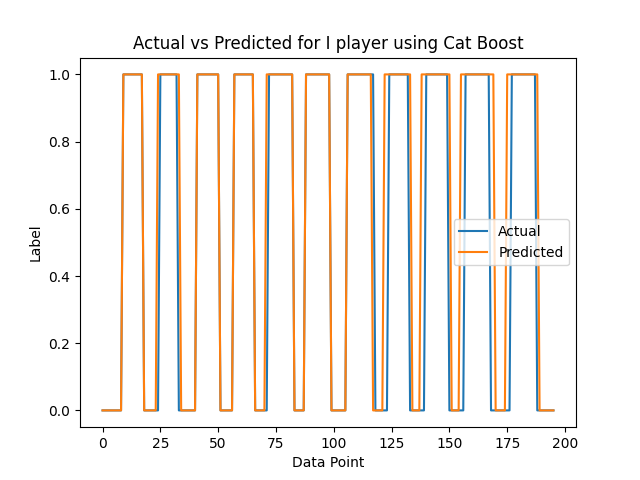 Actual vs Predicted for I player using Cat Boost
1.0
0.8
0.6
0.4
0.2
0.0
Label
Actual
Predicted
0 25 50 75 100 125 150 175 200
Data Point